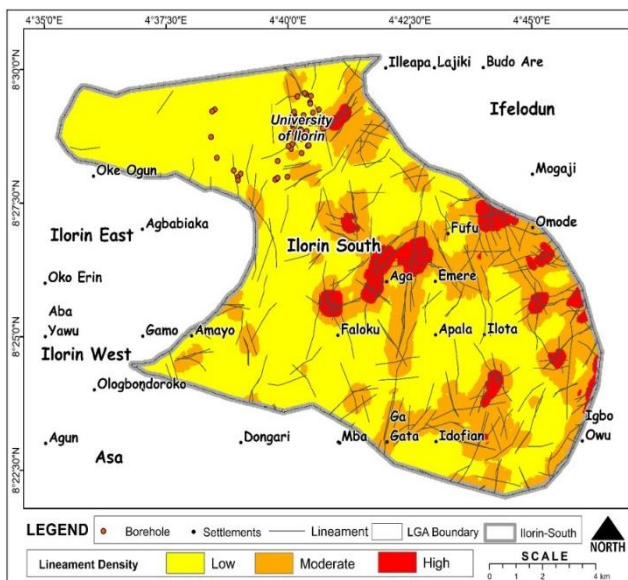 4°35'0"E 4°37'30"E 4°40'0"E 4°42'30"E 4°45'0"E
8°30'0"N
8°27'30"N
8°25'0"N
8°22'30"N
Illeapa Lajiki Budo Are
Ifelodun
University
of Ilorin
Oke Ogun
Mogaji
Agbabiaka
Fufu
Omode
Ilorin East
Ilorin South
Oko Erin
Aga
Emere
Aba
Yawu
Gamo
Amayo
Faloku
Apala
Ilota
Ilorin West
Ologbondoroko
Ga
Gata
Igbo
Owu
Agun
Dongari
Mba
Idofian
Asa
LEGEND Borehole Settlements Lineament LGA Boundary Ilorin-South
NORTH
Lineament Density Low Moderate High
SCALE
0 2 4 km